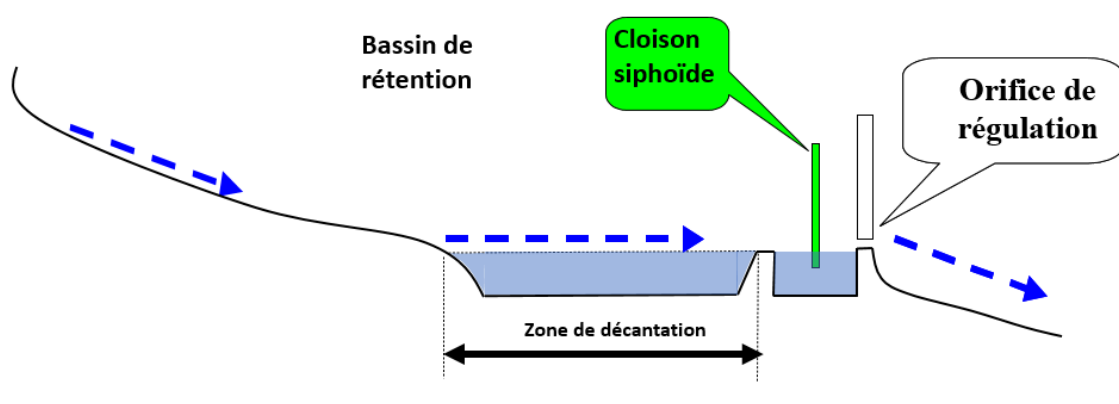 Bassin de
rétention
Cloison
siphoïde
Orifice de
régulation
Zone de décantation